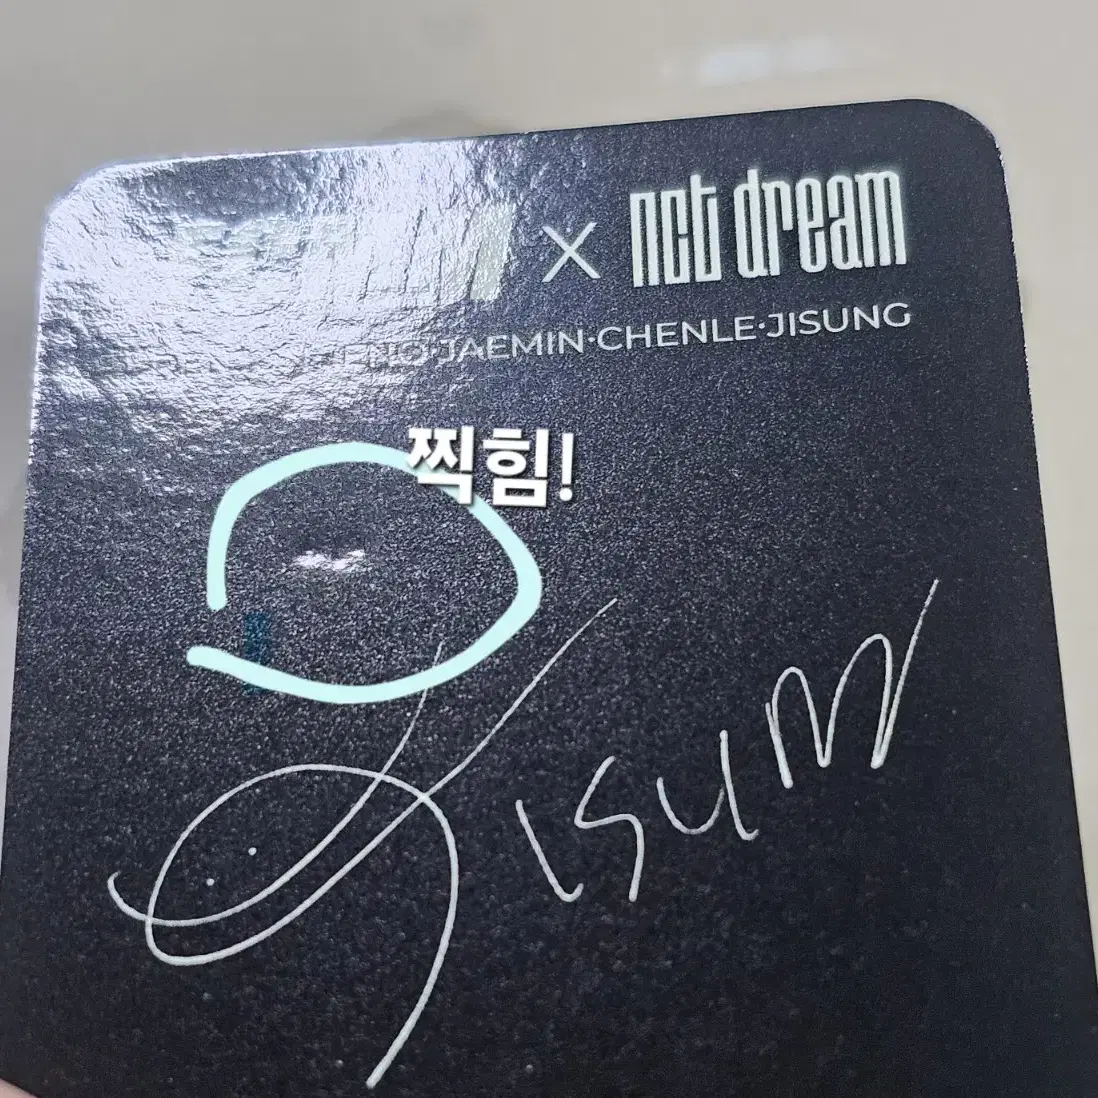 X nct dream
JAEMIN·CHENLE·JISUNG
찍힘!
Jisung